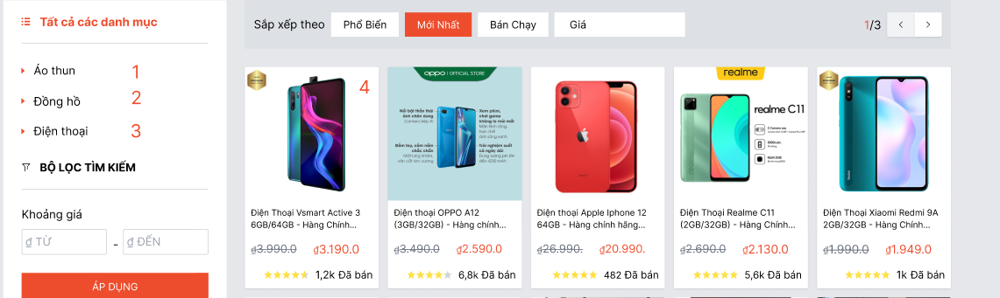 Tất cả các danh mục
Áo thun 1
Đồng hồ 2
Điện thoại 3
BỘ LỌC TÌM KIẾM
Khoảng giá
₫ TỪ - ₫ ĐẾN
ÁP DỤNG
Sắp xếp theo Phổ Biến Mới Nhất Bán Chạy Giá 1/3
4
Điện Thoại Vsmart Active 3
6GB/64GB - Hàng Chính...
₫3.990.0 ₫3.190.0
1,2k Đã bán
oppo | OFFICIAL STORE
Điện thoại OPPO A12
(3GB/32GB) - Hàng chính...
₫3.490.0 ₫2.590.0
6,8k Đã bán
Điện thoại Apple Iphone 12
64GB - Hàng chính hãng...
₫26.990. ₫20.990.
482 Đã bán
realme
realme C11
Điện Thoại Realme C11
(2GB/32GB) - Hàng Chính...
₫2.690.0 ₫2.130.0
5,6k Đã bán
Điện Thoại Xiaomi Redmi 9A
2GB/32GB - Hàng Chính...
₫1.990.0 ₫1.949.0
1k Đã bán